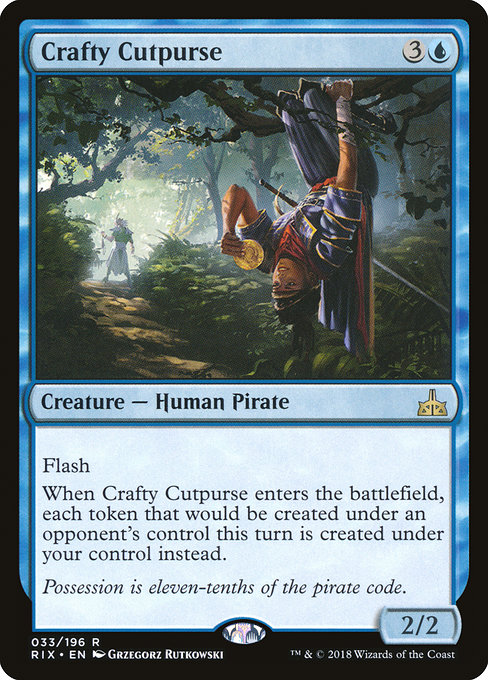 Crafty Cutpurse 3
Creature — Human Pirate
Flash
When Crafty Cutpurse enters the battlefield,
each token that would be created under an
opponent's control this turn is created under
your control instead.
Possession is eleven-tenths of the pirate code.
2/2
033/196 R
RIX • EN Grzegorz Rutkowski
™ & © 2018 Wizards of the Coast